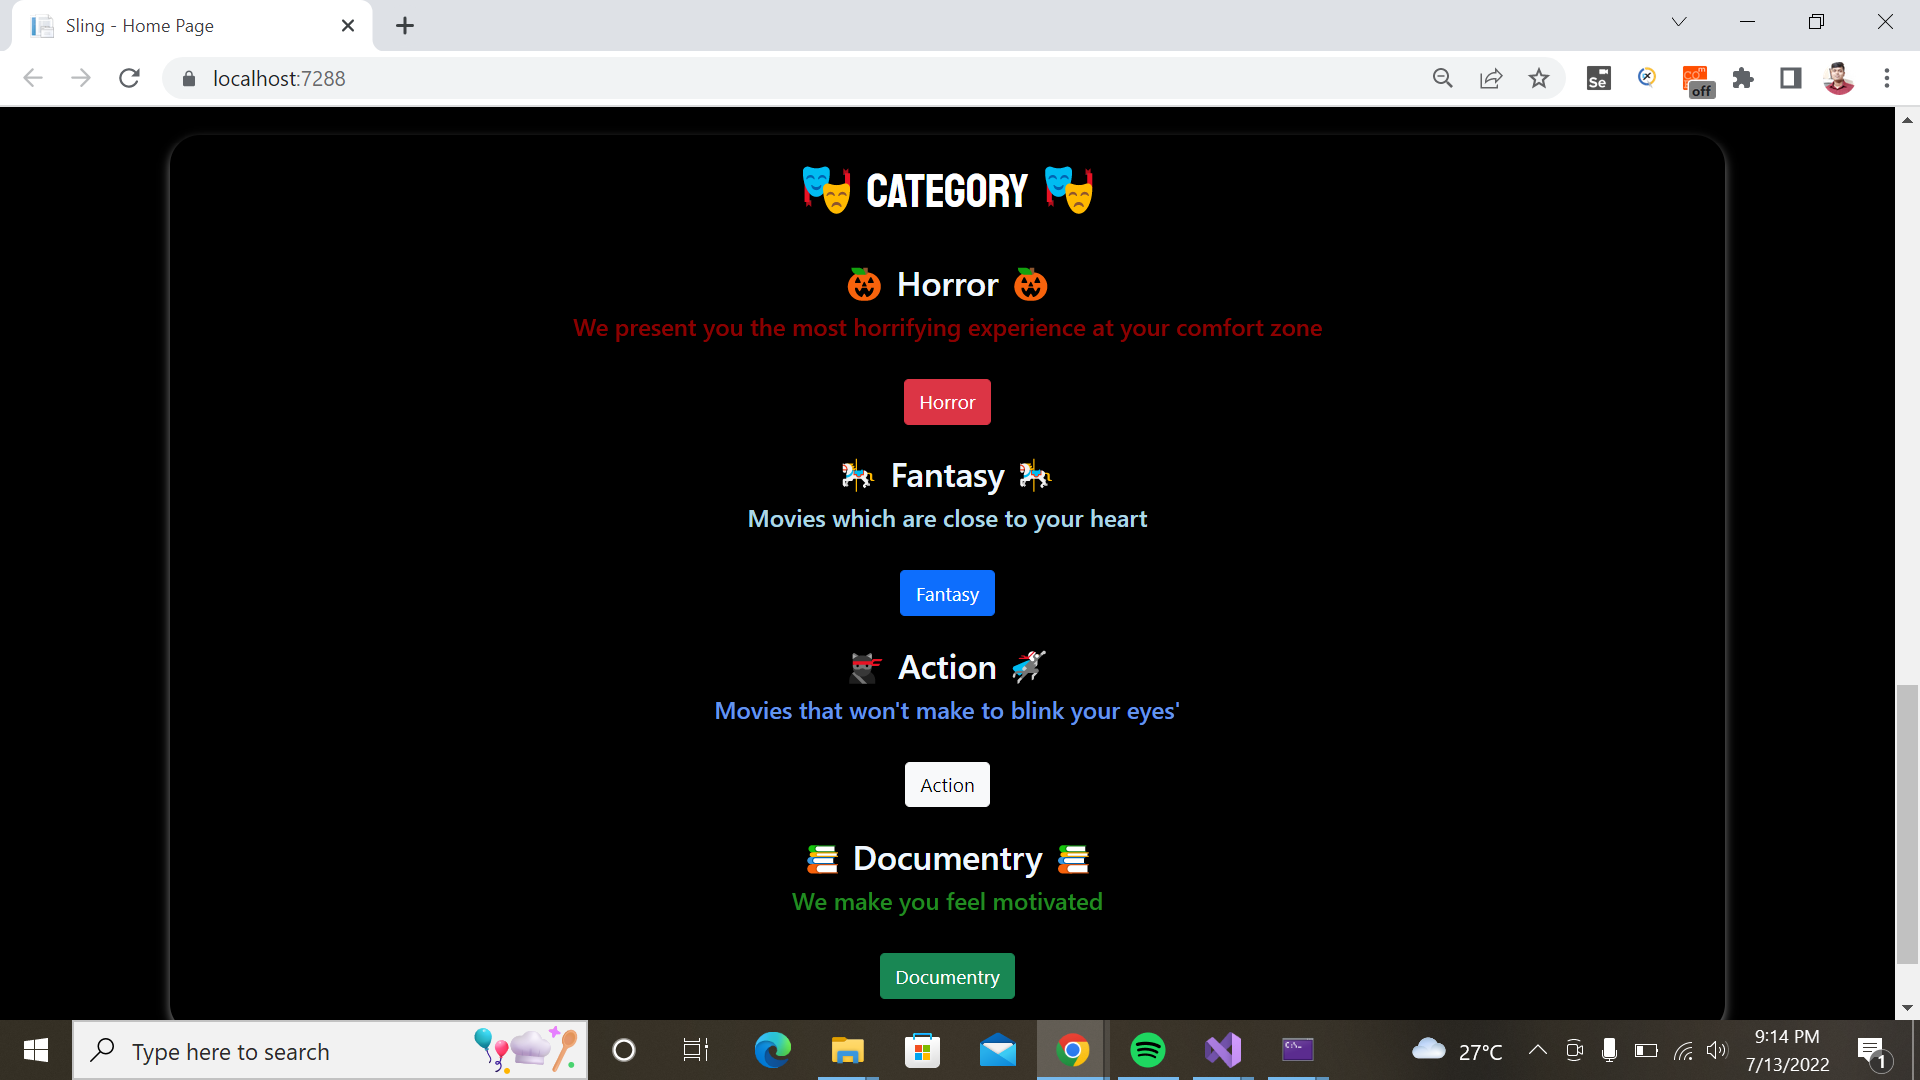 Sling - Home Page
localhost:7288
Se
off
CATEGORY
Horror
We present you the most horrifying experience at your comfort zone
Horror
Fantasy
Movies which are close to your heart
Fantasy
Action
Movies that won't make to blink your eyes'
Action
Documentry
We make you feel motivated
Documentry
Type here to search
27°C
9:14 PM
7/13/2022
1